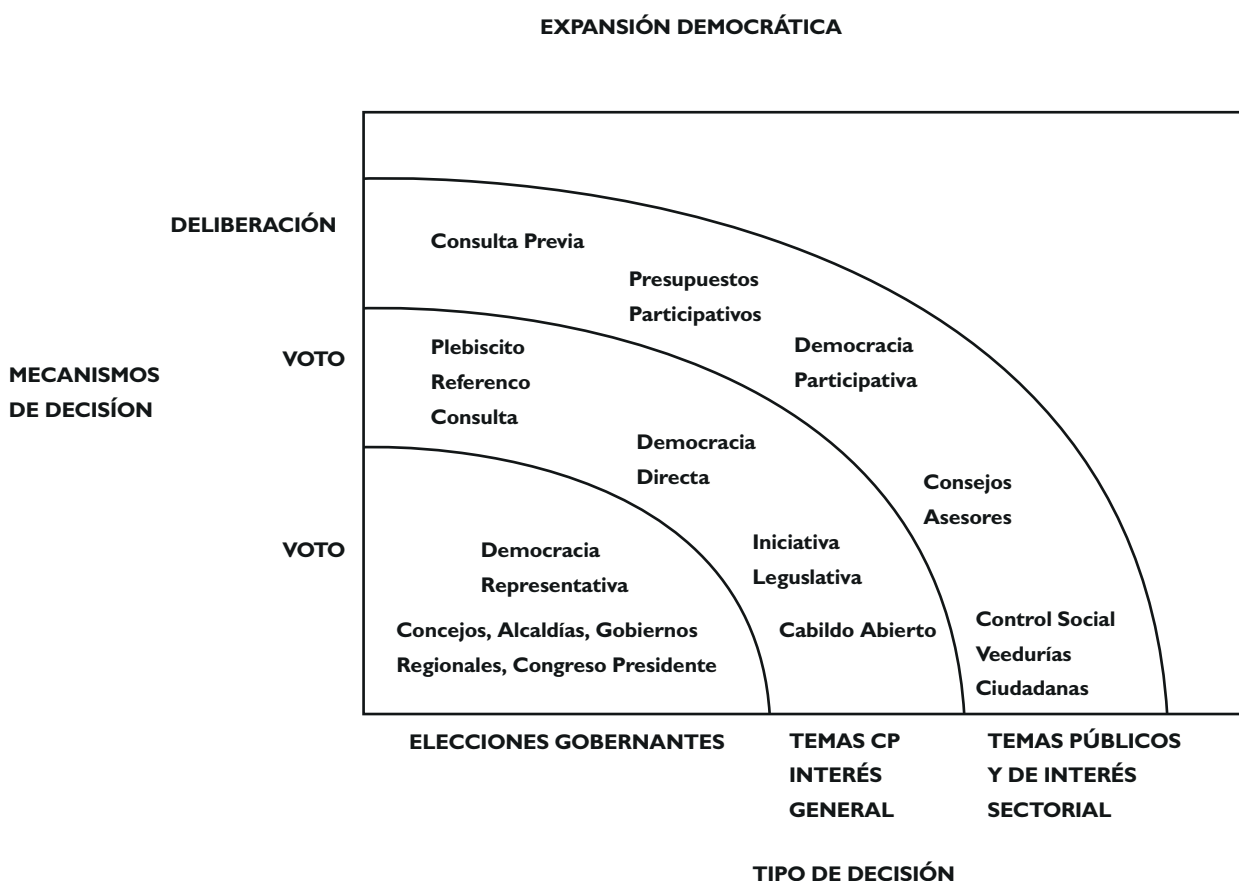 EXPANSIÓN DEMOCRÁTICA
DELIBERACIÓN
Consulta Previa
Presupuestos
Participativos
Democracia
Participativa
MECANISMOS
DE DECISÍON
VOTO
Plebiscito
Referenco
Consulta
Democracia
Directa
Consejos
Asesores
VOTO
Democracia
Representativa
Iniciativa
Leguslativa
Concejos, Alcaldías, Gobiernos
Regionales, Congreso Presidente
Cabildo Abierto
Control Social
Veedurías
Ciudadanas
ELECCIONES GOBERNANTES
TEMAS CP
INTERÉS
GENERAL
TEMAS PÚBLICOS
Y DE INTERÉS
SECTORIAL
TIPO DE DECISIÓN